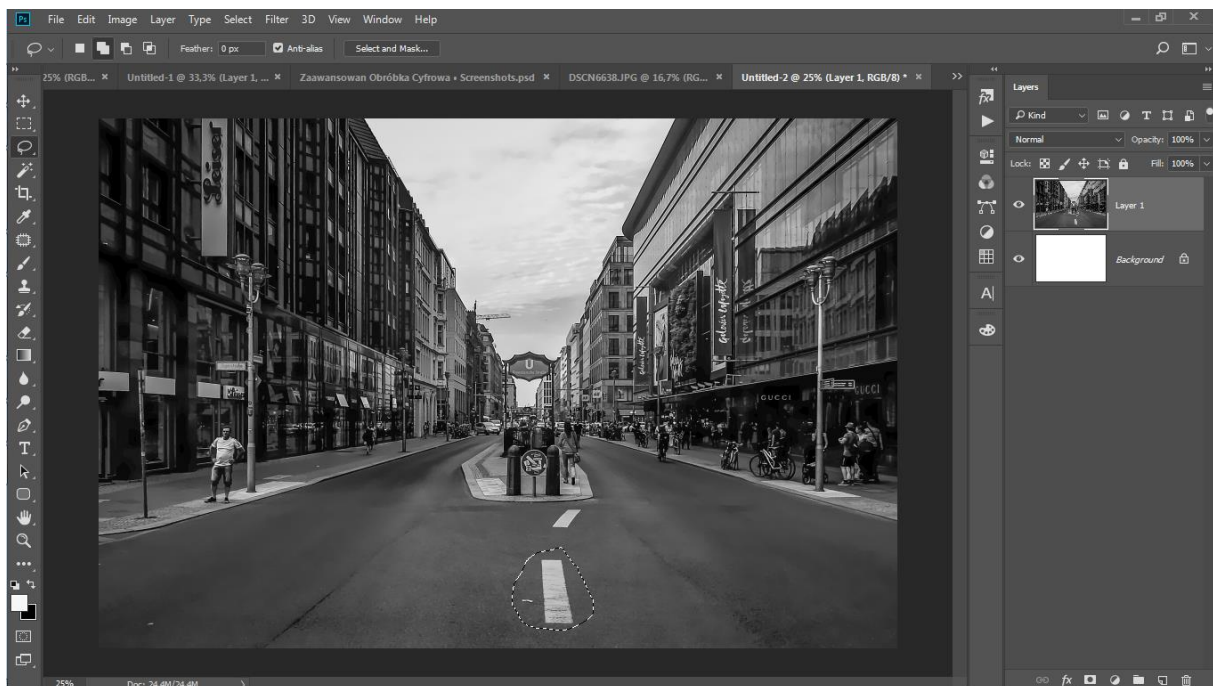 Ps File Edit Image Layer Type Select Filter 3D View Window Help
Feather: 0 px Anti-alias Select and Mask...
25% (RGB... × Untitled-1 @ 33,3% (Layer 1, ... × Zaawansowan Obróbka Cyfrowa • Screenshots.psd × DSCN6638.JPG @ 16,7% (RG... × Untitled-2 @ 25% (Layer 1, RGB/8) * ×
Layers
Kind
Normal Opacity: 100%
Lock: Fill: 100%
Layer 1
Background
U
Galeries Lafayette
GUCCI
GUCCI
25% Doc: 24,4M/24,4M